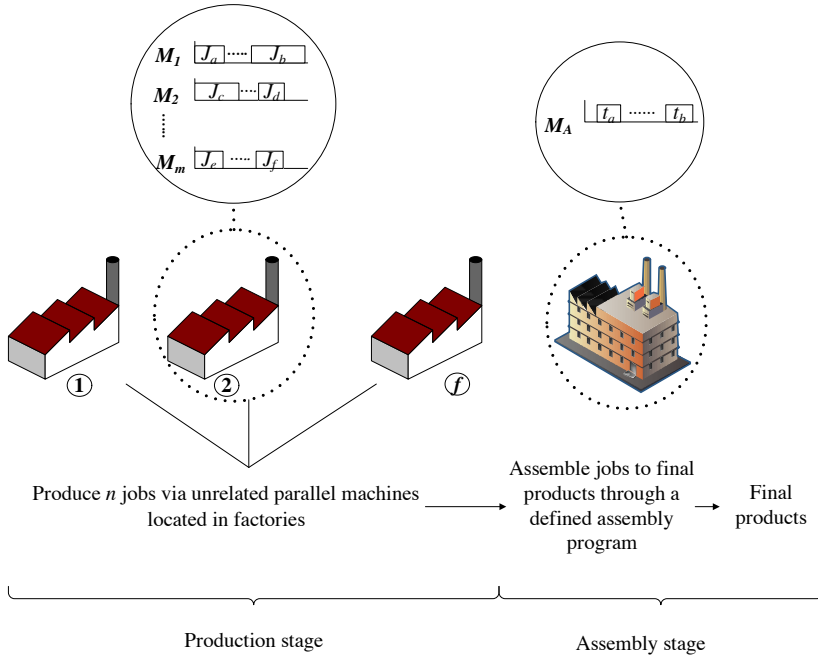 M1 Ja ..... Jb
M2 Jc ..... Jd
Mm Je ..... Jf
MA ta ...... tb
1
2
f
Produce n jobs via unrelated parallel machines
located in factories
Assemble jobs to final
products through a
defined assembly
program
Final
products
Production stage
Assembly stage